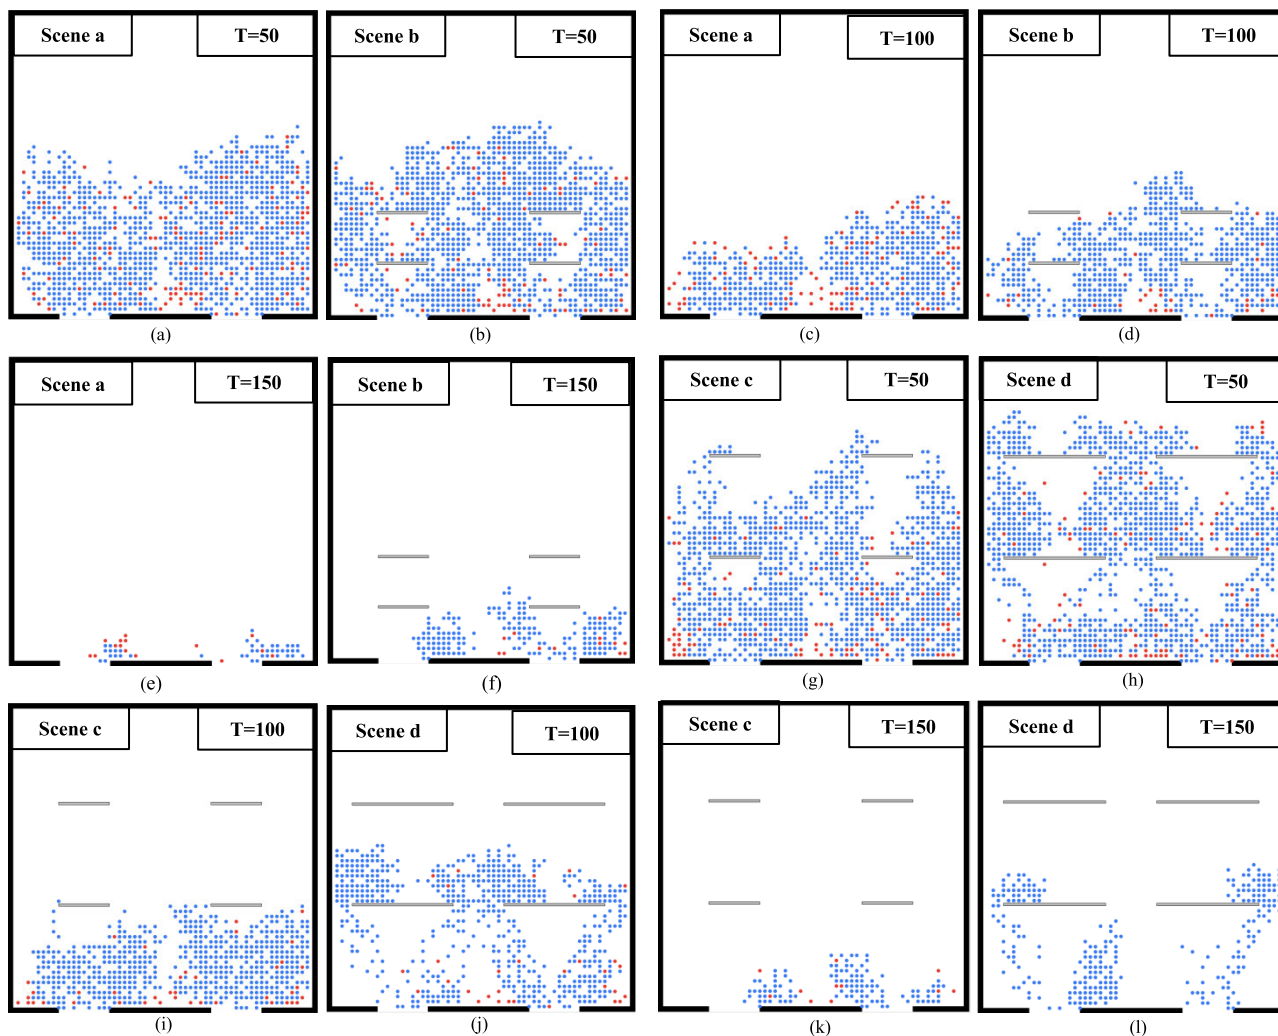 Scene a T=50 Scene b T=50 Scene a T=100 Scene b T=100
(a) (b) (c) (d)
Scene a T=150 Scene b T=150 Scene c T=50 Scene d T=50
(e) (f) (g) (h)
Scene c T=100 Scene d T=100 Scene c T=150 Scene d T=150
(i) (j) (k) (l)